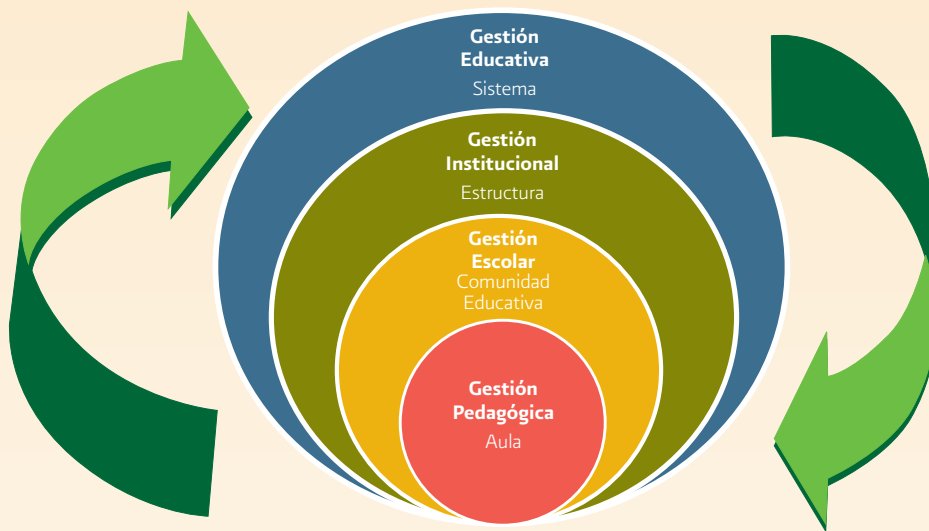 Gestión
Educativa
Sistema
Gestión
Institucional
Estructura
Gestión
Escolar
Comunidad
Educativa
Gestión
Pedagógica
Aula